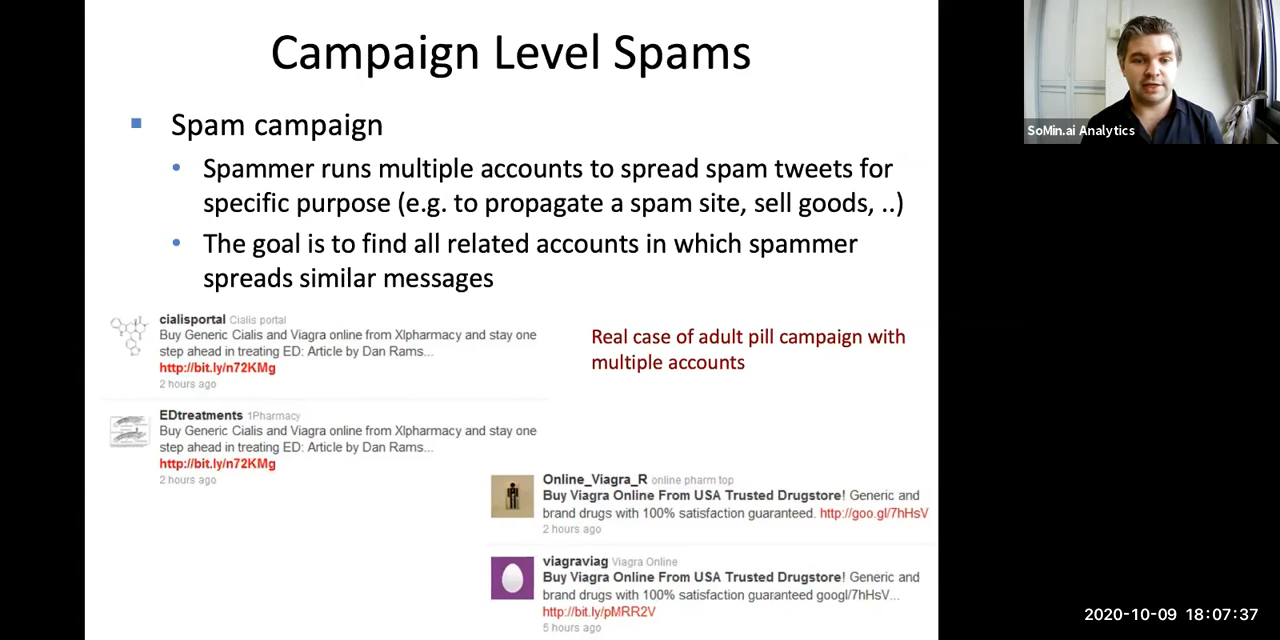 Campaign Level Spams
Spam campaign
Spammer runs multiple accounts to spread spam tweets for
specific purpose (e.g. to propagate a spam site, sell goods, ..)
The goal is to find all related accounts in which spammer
spreads similar messages
cialisportal Cialis portal
Buy Generic Cialis and Viagra online from Xlpharmacy and stay one
step ahead in treating ED: Article by Dan Rams...
http://bit.ly/n72KMg
2 hours ago
EDtreatments 1Pharmacy
Buy Generic Cialis and Viagra online from Xlpharmacy and stay one
step ahead in treating ED: Article by Dan Rams...
http://bit.ly/n72KMg
2 hours ago
Real case of adult pill campaign with
multiple accounts
Online_Viagra_R online pharm top
Buy Viagra Online From USA Trusted Drugstore! Generic and
brand drugs with 100% satisfaction guaranteed. http://goo.gl/7hHsV
2 hours ago
viagraviag Viagra Online
Buy Viagra Online From USA Trusted Drugstore! Generic and
brand drugs with 100% satisfaction guaranteed googl/7hHsV...
http://bit.ly/pMRR2V
5 hours ago
SoMin.ai Analytics
2020-10-09 18:07:37